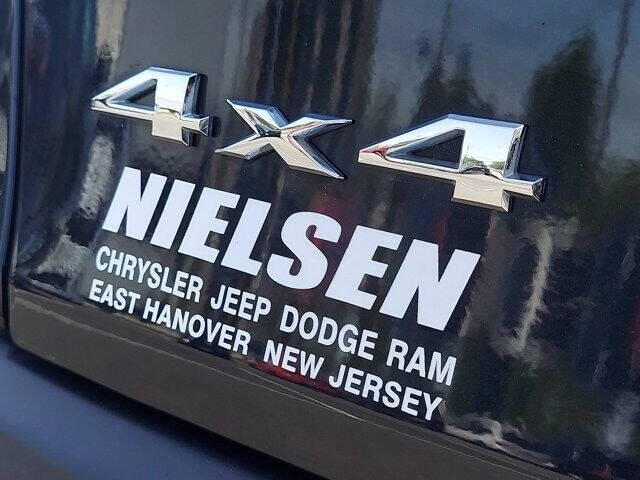 4x4
NIELSEN
CHRYSLER JEEP DODGE RAM
EAST HANOVER NEW JERSEY